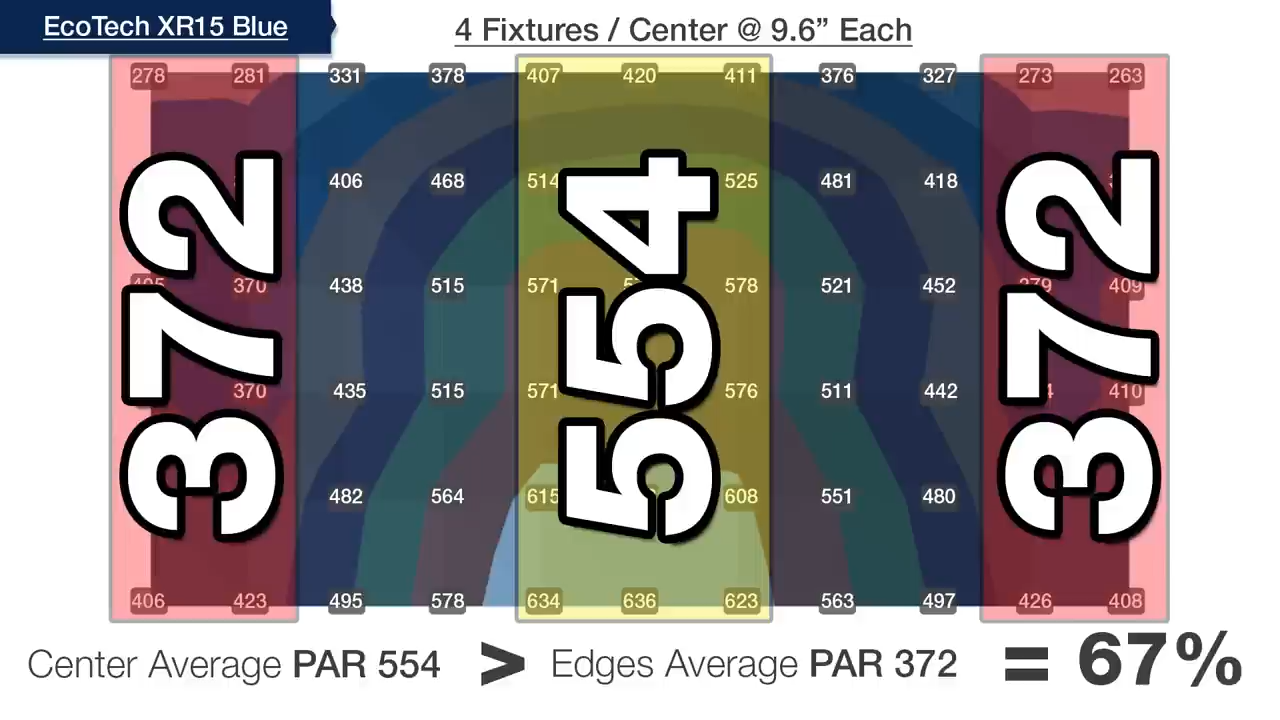 EcoTech XR15 Blue
4 Fixtures / Center @ 9.6” Each
278 281 331 378 407 420 411 376 327 273 263
406 468 514 525 481 418
405 370 438 515 571 578 521 452 379 409
370 435 515 571 576 511 442 410
482 564 615 608 551 480
406 423 495 578 634 636 623 563 497 426 408
372
554
372
Center Average PAR 554 > Edges Average PAR 372 = 67%